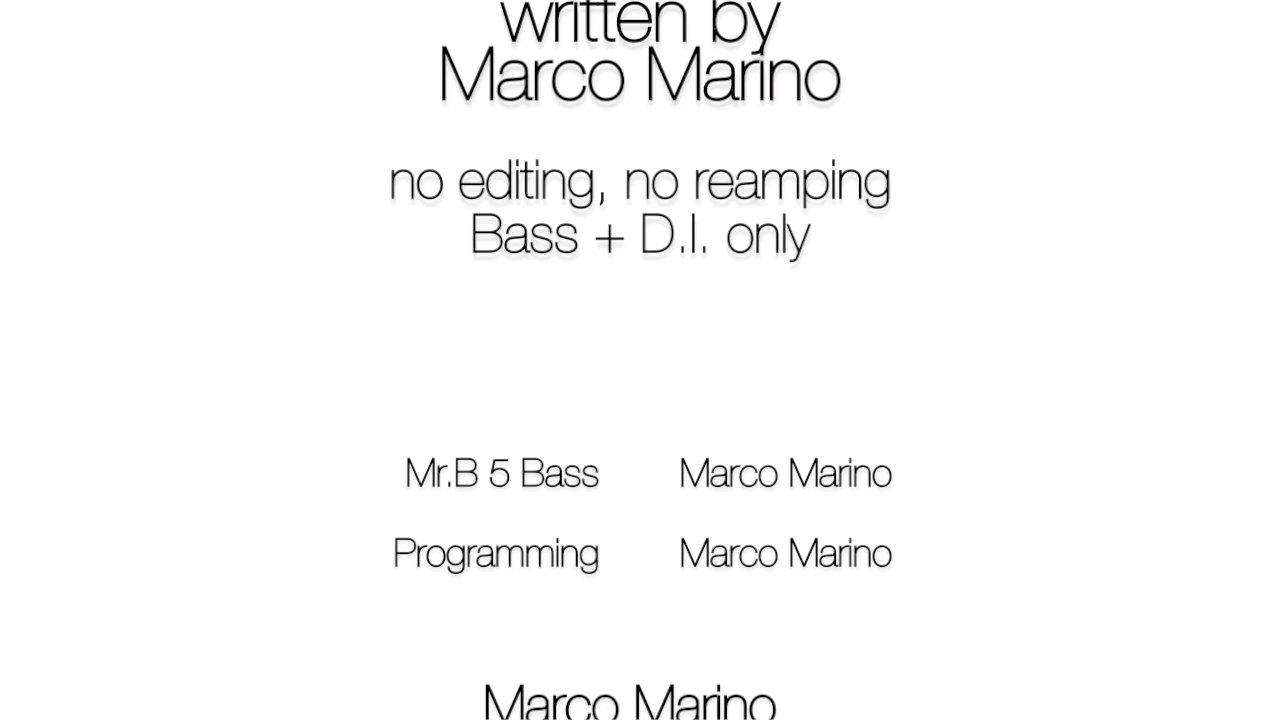 written by
Marco Marino
no editing, no reamping
Bass + D.I. only
Mr.B 5 Bass Marco Marino
Programming Marco Marino
Marco Marino